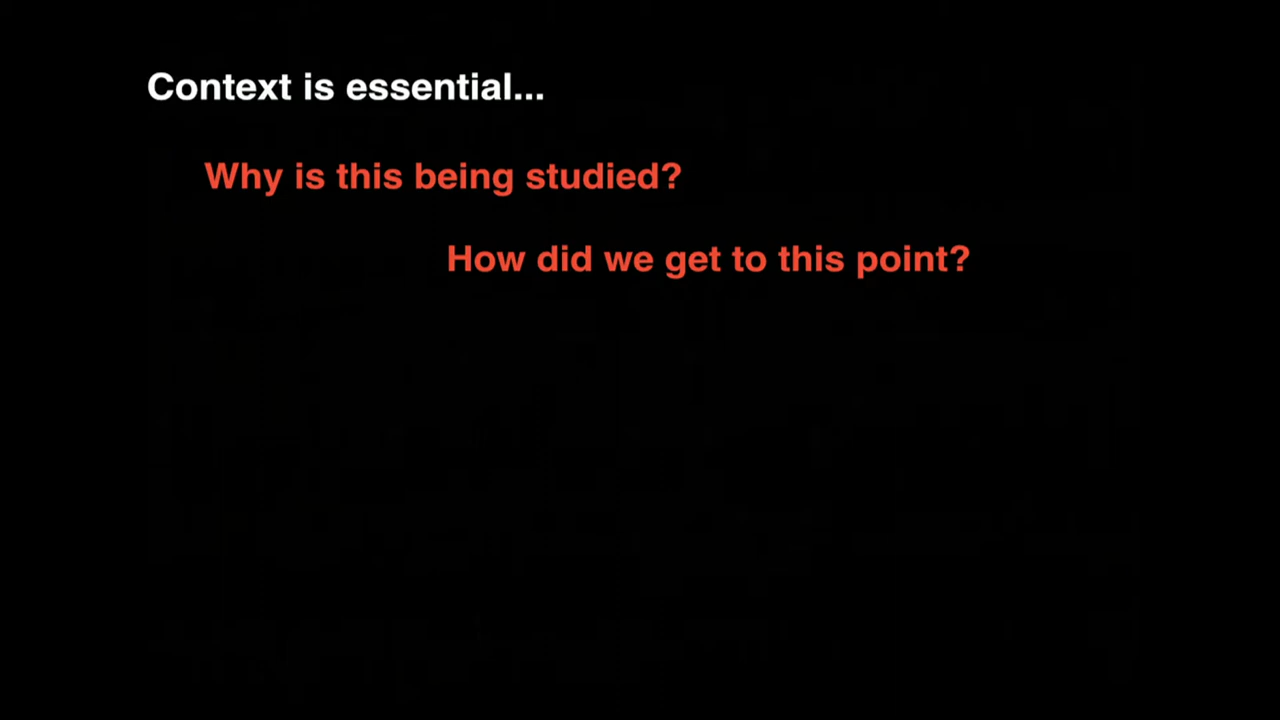 Context is essential...
Why is this being studied?
How did we get to this point?